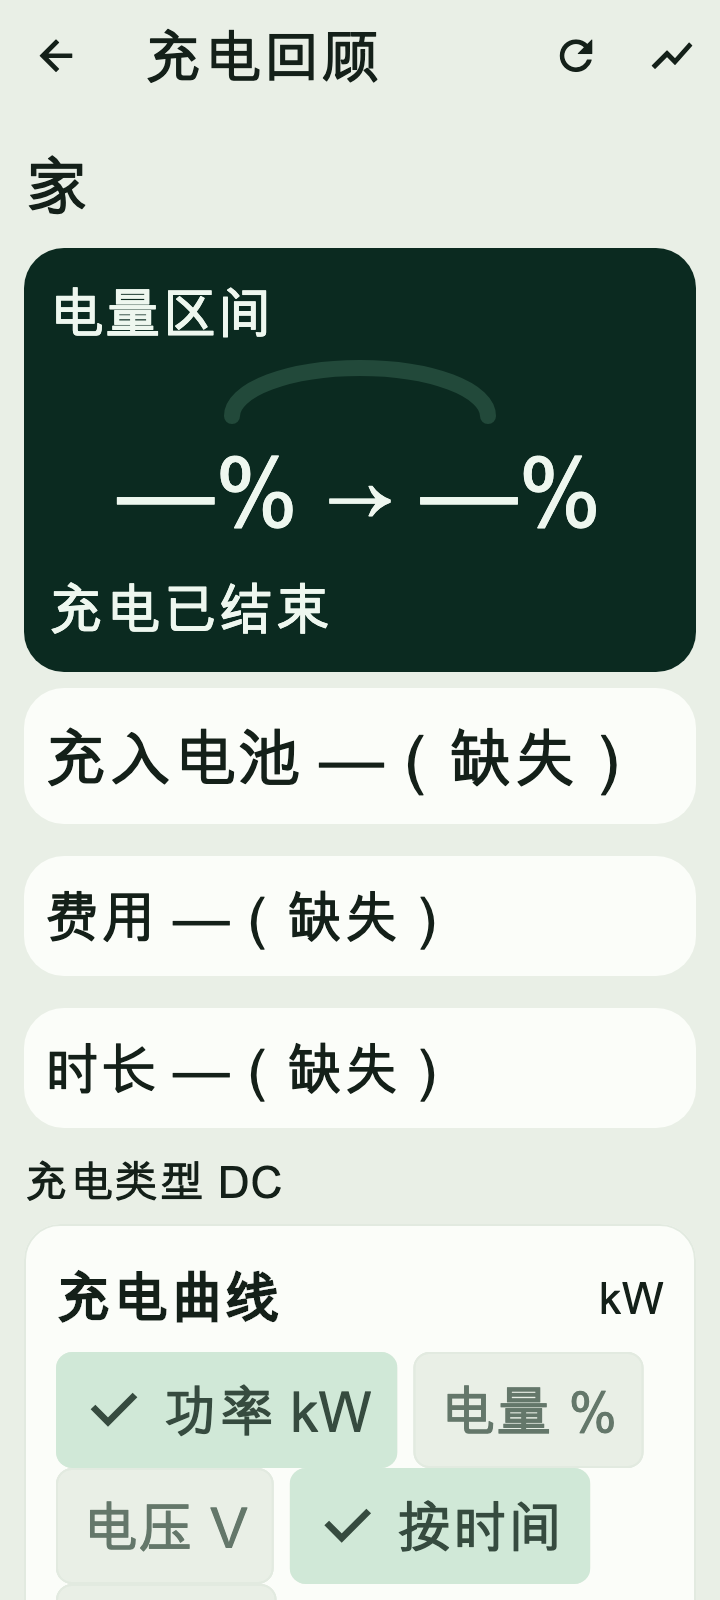 充电回顾
家
电量区间
—% → —%
充电已结束
充入电池 —（缺失）
费用 —（缺失）
时长 —（缺失）
充电类型 DC
充电曲线 kW
功率 kW 电量 %
电压 V 按时间